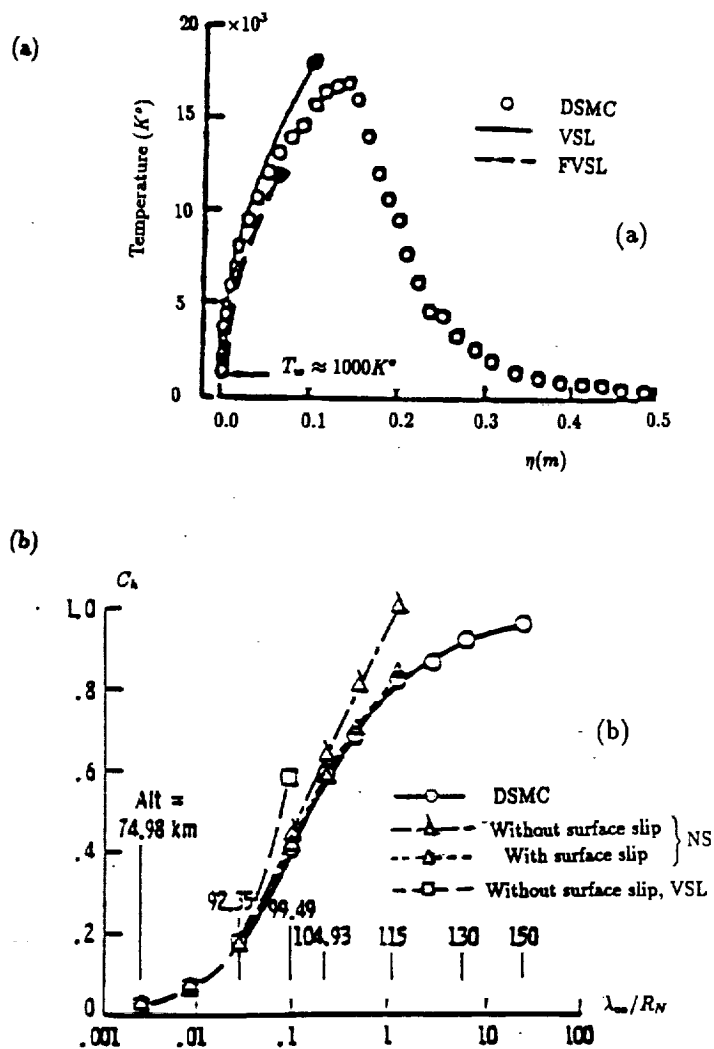 (a)
20 ×10³
15
10
5
0
Temperature (K°)
DSMC
VSL
FVSL
(a)
T_w ≈ 1000K°
0.0 0.1 0.2 0.3 0.4 0.5
η(m)
(b)
C_h
1.0
.8
.6
.4
.2
0
(b)
DSMC
Without surface slip
With surface slip
} NS
Without surface slip, VSL
Alt =
74.98 km
92.35
99.49
104.93
115
130
150
λ_∞/R_N
.001 .01 .1 1 10 100